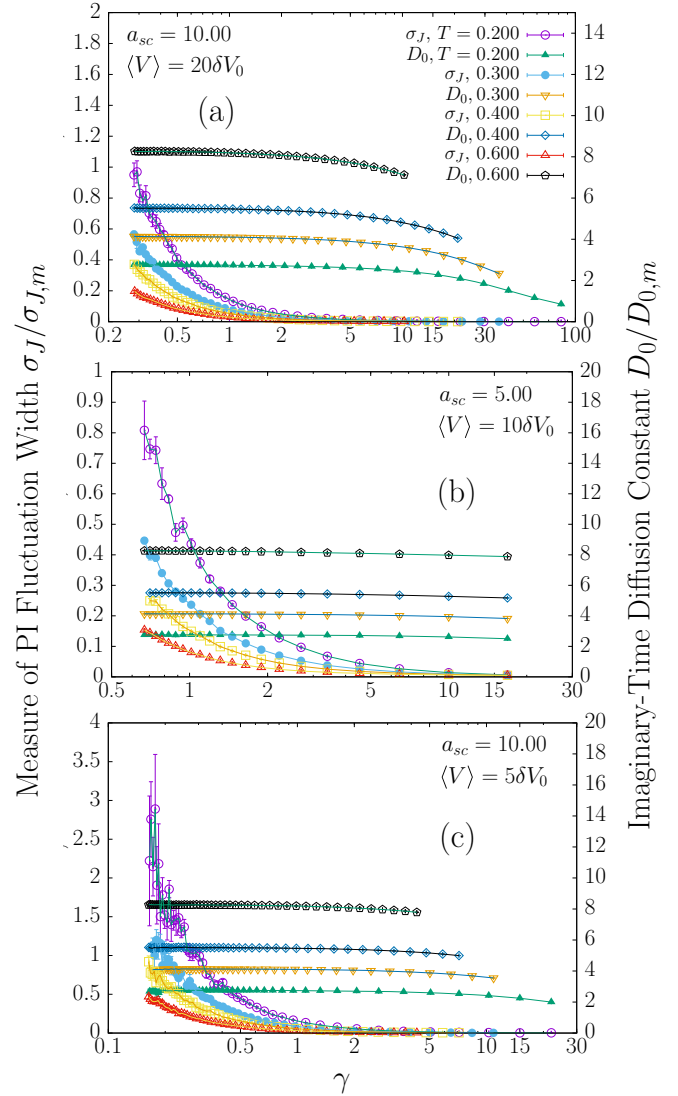 Measure of PI Fluctuation Width σ_J/σ_{J,m}
Imaginary-Time Diffusion Constant D_0/D_{0,m}
2
1.8
1.6
1.4
1.2
1
0.8
0.6
0.4
0.2
0
14
12
10
8
6
4
2
0
a_{sc} = 10.00
⟨V⟩ = 20δV_0
(a)
σ_J, T = 0.200
D_0, T = 0.200
σ_J, 0.300
D_0, 0.300
σ_J, 0.400
D_0, 0.400
σ_J, 0.600
D_0, 0.600
0.2 0.5 1 2 5 10 15 30 100
1
0.9
0.8
0.7
0.6
0.5
0.4
0.3
0.2
0.1
0
20
18
16
14
12
10
8
6
4
2
0
a_{sc} = 5.00
⟨V⟩ = 10δV_0
(b)
0.5 1 2 5 10 15 30
4
3.5
3
2.5
2
1.5
1
0.5
0
20
18
16
14
12
10
8
6
4
2
0
a_{sc} = 10.00
⟨V⟩ = 5δV_0
(c)
0.1 0.5 1 2 5 10 15 30
γ